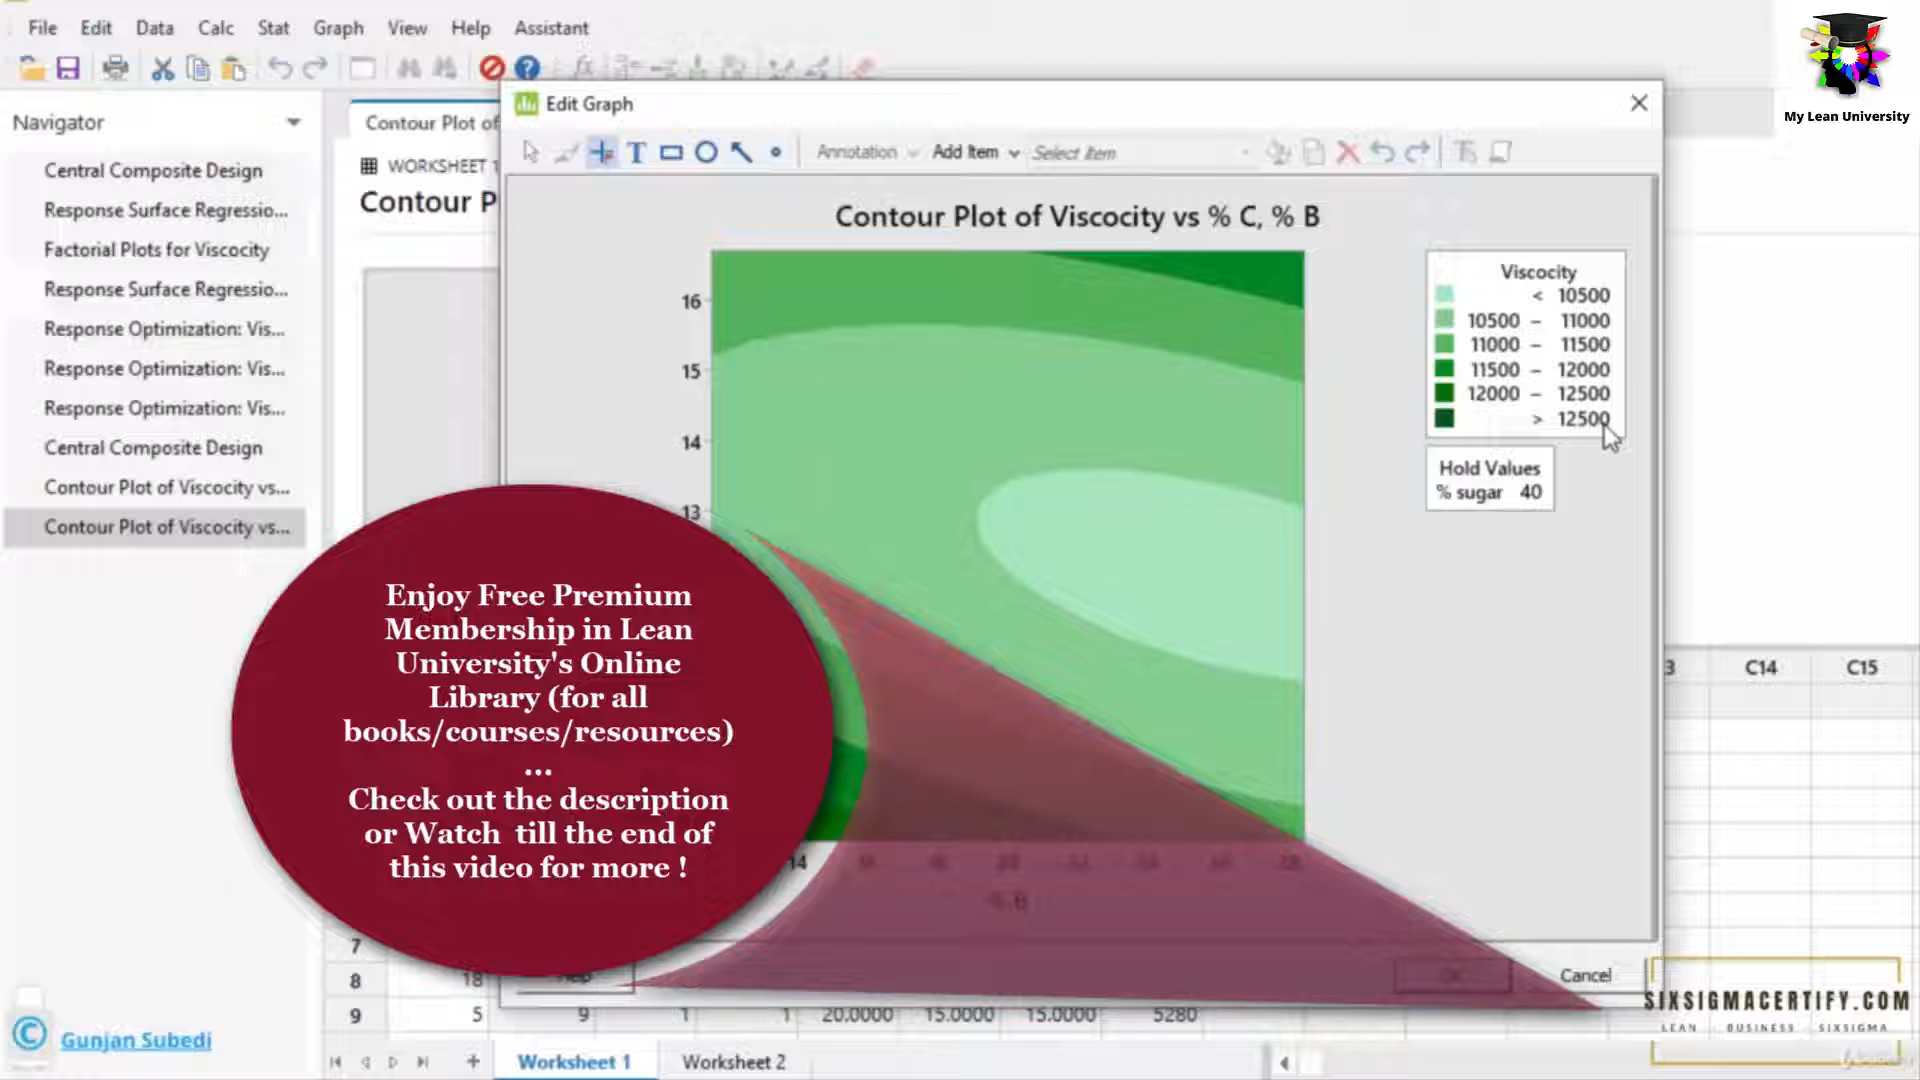 File Edit Data Calc Stat Graph View Help Assistant
My Lean University
Navigator
Central Composite Design
Response Surface Regressio...
Factorial Plots for Viscocity
Response Surface Regressio...
Response Optimization: Vis...
Response Optimization: Vis...
Response Optimization: Vis...
Central Composite Design
Contour Plot of Viscocity vs...
Contour Plot of Viscocity vs...
Contour Plot of
WORKSHEET 1
Contour P
Edit Graph
Annotation Add Item Select Item
Contour Plot of Viscocity vs % C, % B
16
15
14
13
14
% B
Viscocity
< 10500
10500 – 11000
11000 – 11500
11500 – 12000
12000 – 12500
> 12500
Hold Values
% sugar 40
Enjoy Free Premium
Membership in Lean
University's Online
Library (for all
books/courses/resources)
...
Check out the description
or Watch till the end of
this video for more !
Help
Cancel
3 C14 C15
7
8 18
9 5 9 1 1 20.0000 15.0000 15.0000 5280
Worksheet 1 Worksheet 2
© Gunjan Subedi
SIXSIGMACERTIFY.COM
LEAN BUSINESS SIXSIGMA